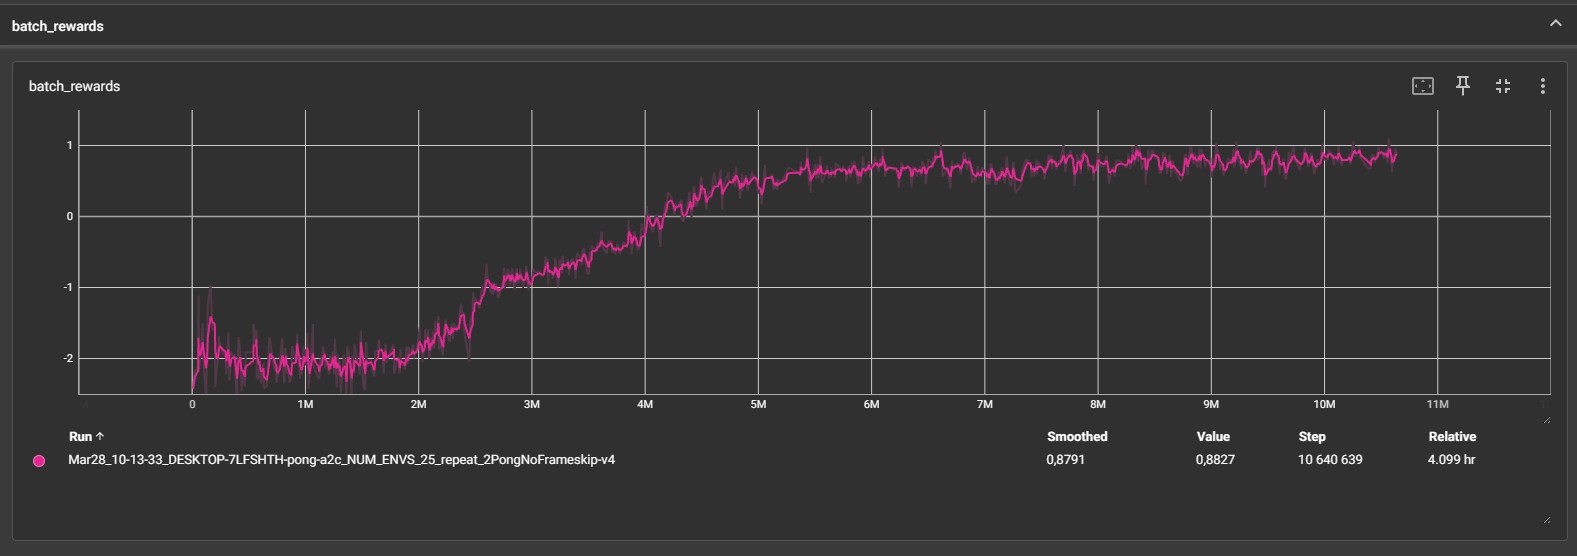 batch_rewards
batch_rewards
1
0
-1
-2
0 1M 2M 3M 4M 5M 6M 7M 8M 9M 10M 11M
Run ↑ Smoothed Value Step Relative
Mar28_10-13-33_DESKTOP-7LFSHTH-pong-a2c_NUM_ENVS_25_repeat_2PongNoFrameskip-v4 0,8791 0,8827 10 640 639 4.099 hr